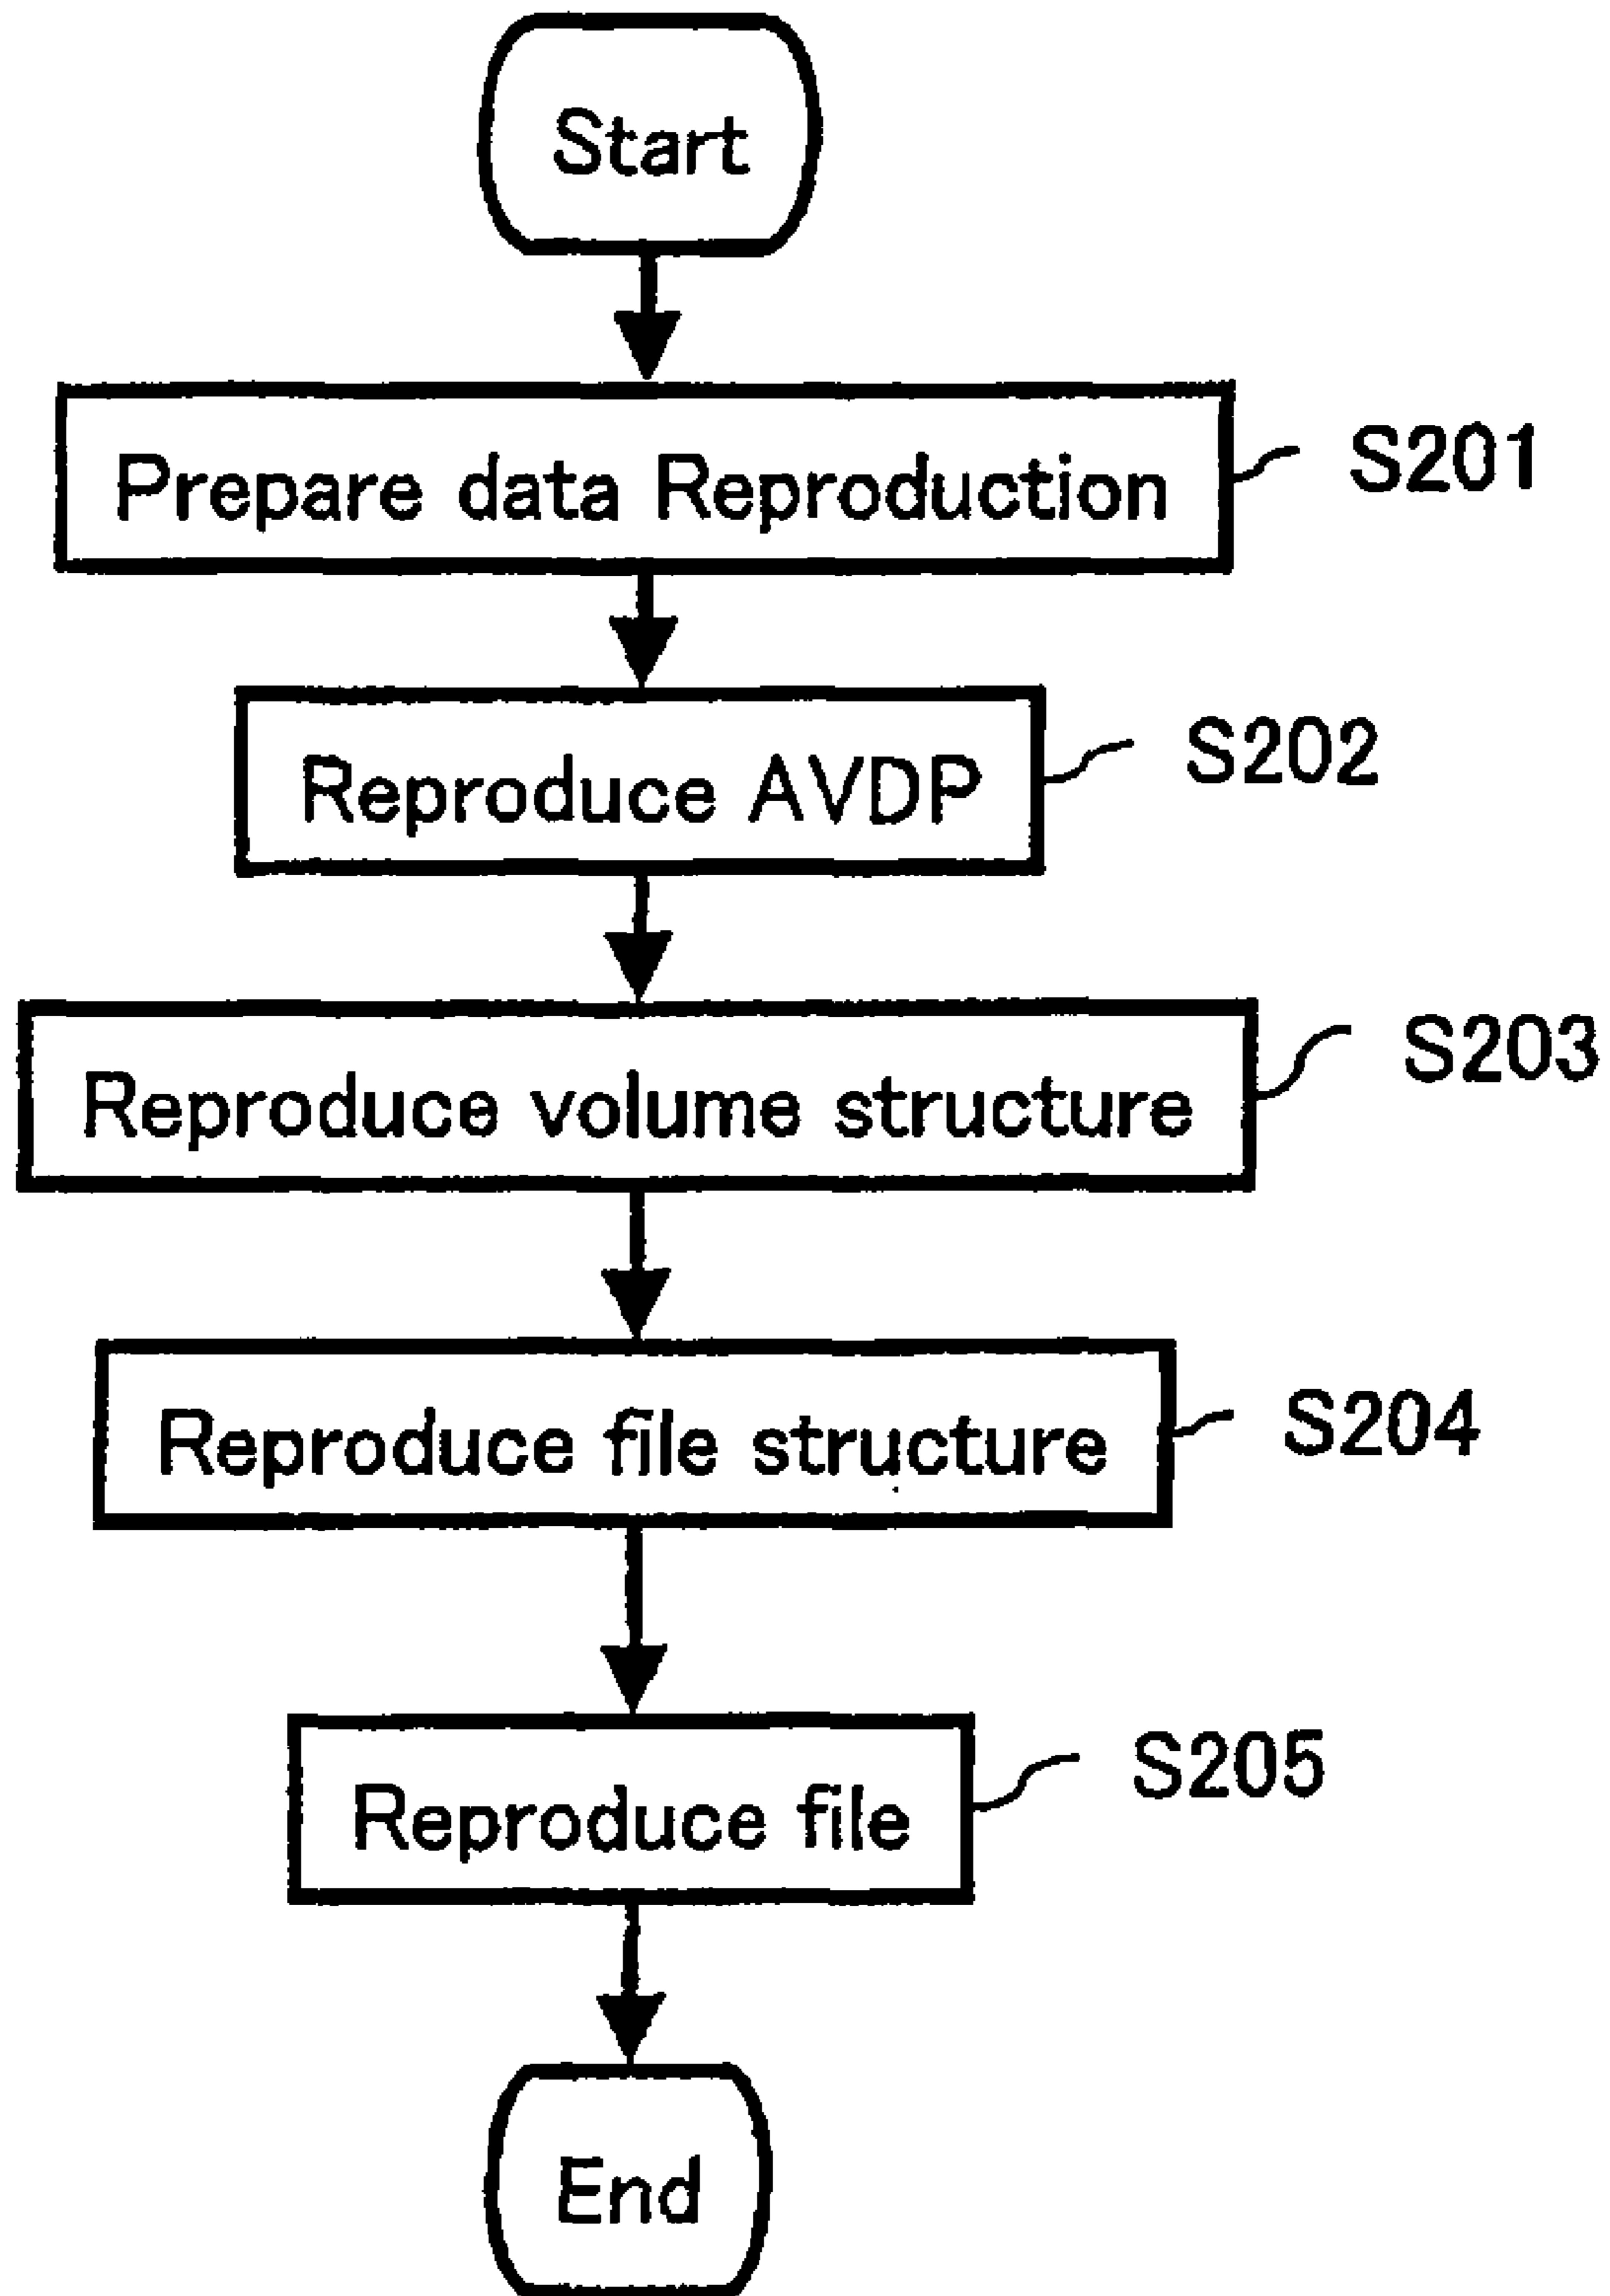 Start
Prepare data Reproduction
S201
Reproduce AVDP
S202
Reproduce volume structure
S203
Reproduce file structure
S204
Reproduce file
S205
End